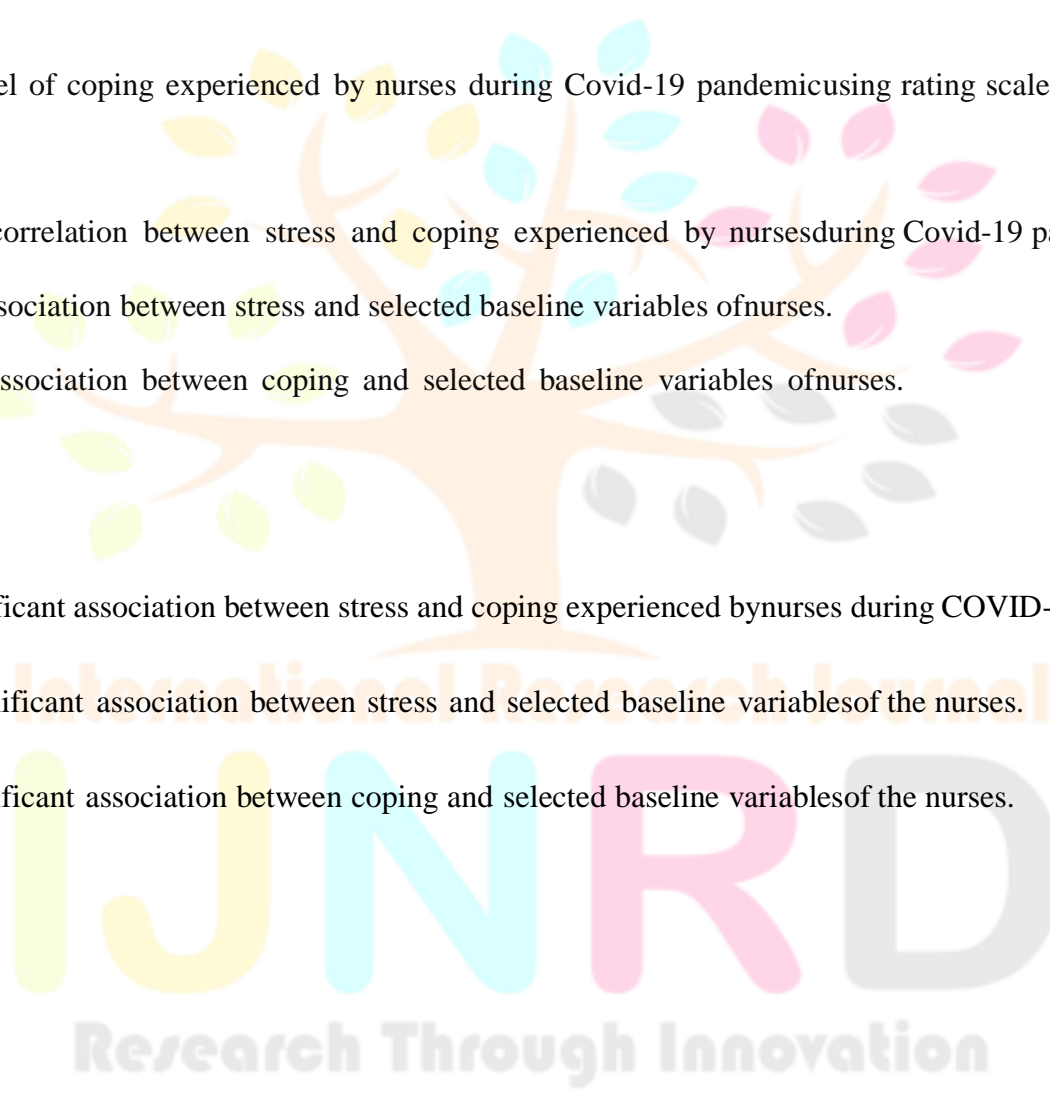 el of coping experienced by nurses during Covid-19 pandemicusing rating scale
correlation between stress and coping experienced by nursesduring Covid-19 pa
sociation between stress and selected baseline variables ofnurses.
ssociation between coping and selected baseline variables ofnurses.
ficant association between stress and coping experienced bynurses during COVID-
ificant association between stress and selected baseline variablesof the nurses.
International Research Journal
ficant association between coping and selected baseline variablesof the nurses.
IJNRD
Research Through Innovation